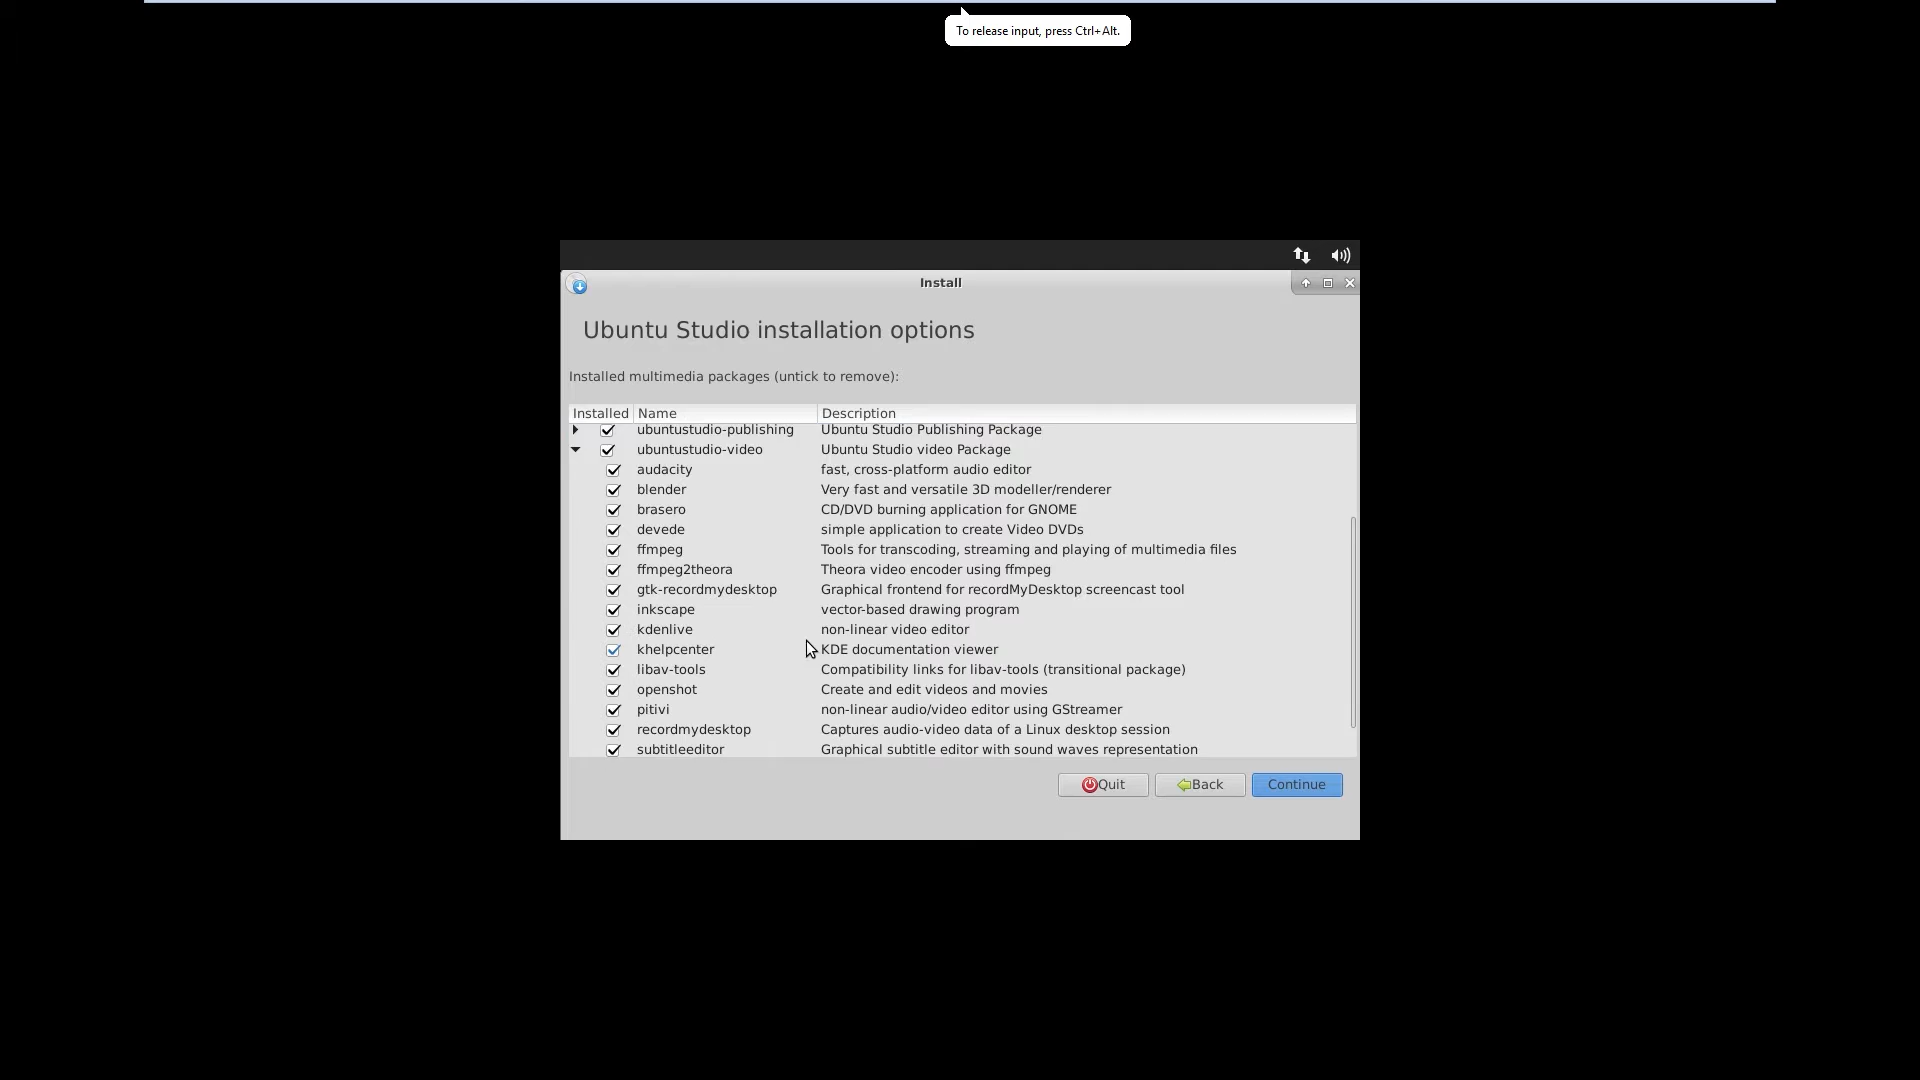 To release input, press Ctrl+Alt.
Install
Ubuntu Studio installation options
Installed multimedia packages (untick to remove):
Installed Name Description
ubuntustudio-publishing Ubuntu Studio Publishing Package
ubuntustudio-video Ubuntu Studio video Package
audacity fast, cross-platform audio editor
blender Very fast and versatile 3D modeller/renderer
brasero CD/DVD burning application for GNOME
devede simple application to create Video DVDs
ffmpeg Tools for transcoding, streaming and playing of multimedia files
ffmpeg2theora Theora video encoder using ffmpeg
gtk-recordmydesktop Graphical frontend for recordMyDesktop screencast tool
inkscape vector-based drawing program
kdenlive non-linear video editor
khelpcenter KDE documentation viewer
libav-tools Compatibility links for libav-tools (transitional package)
openshot Create and edit videos and movies
pitivi non-linear audio/video editor using GStreamer
recordmydesktop Captures audio-video data of a Linux desktop session
subtitleeditor Graphical subtitle editor with sound waves representation
Quit Back Continue